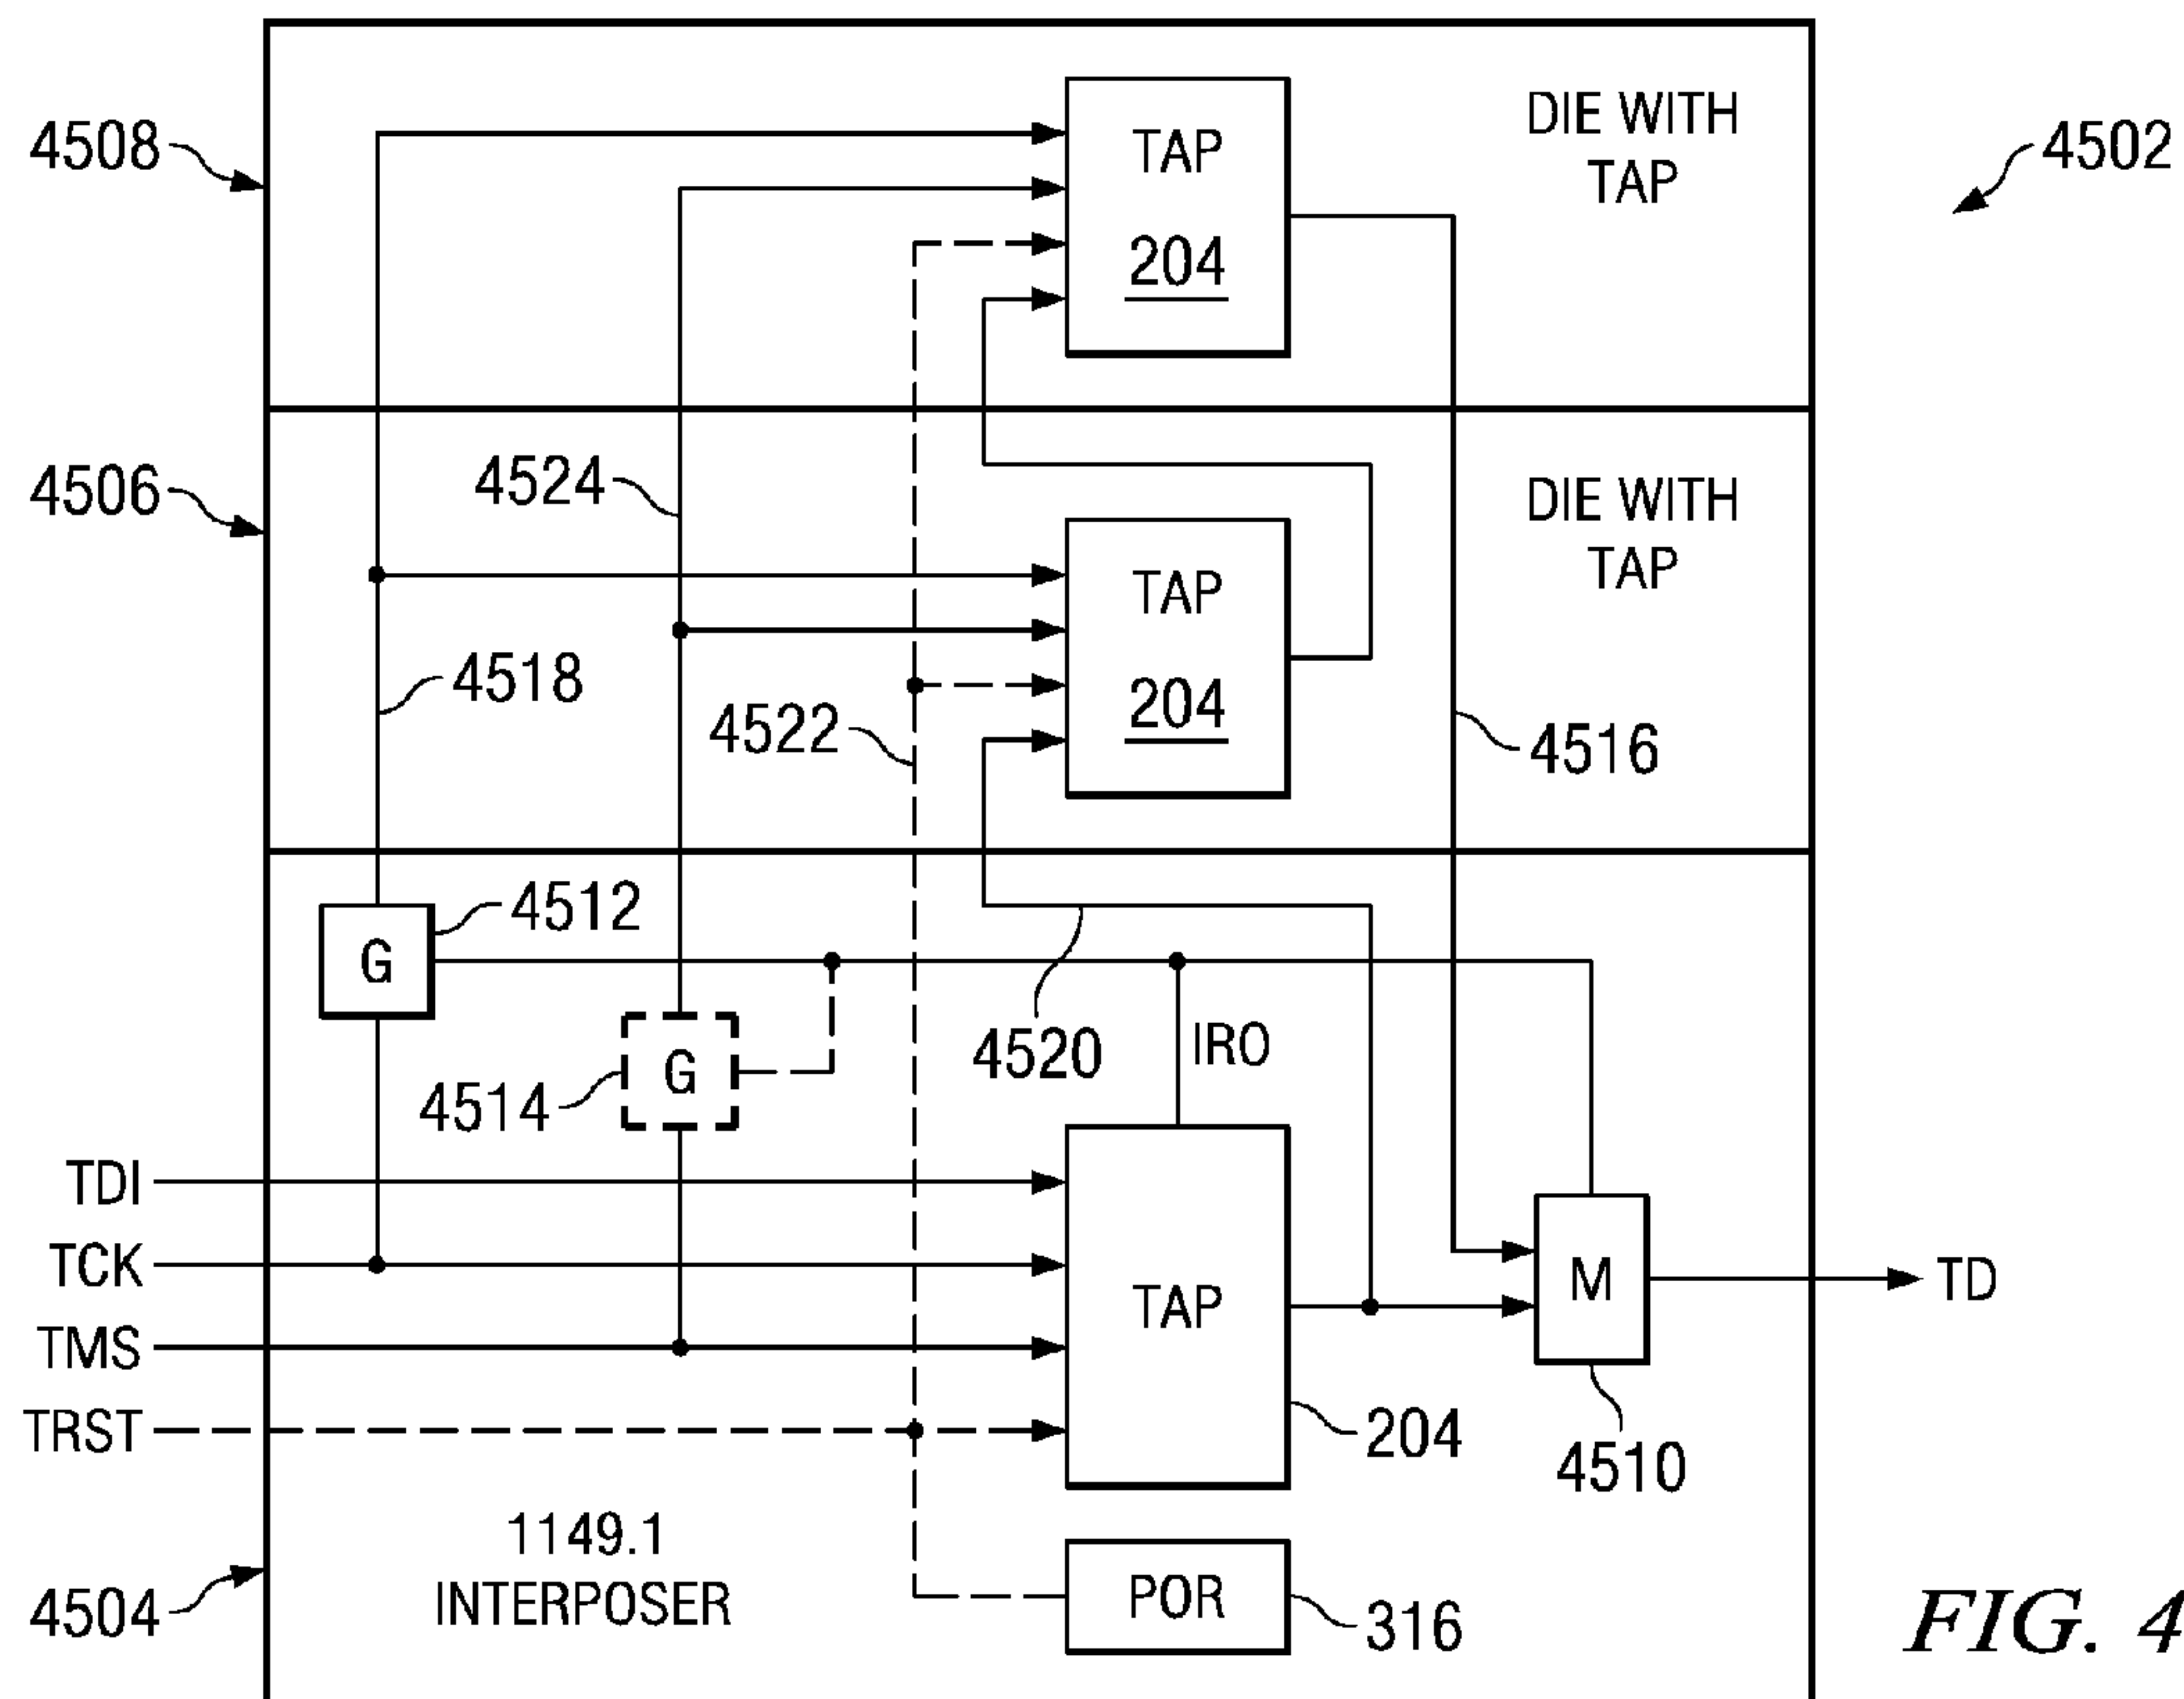 4508
TAP
204
DIE WITH
TAP
4502
4506
4524
TAP
204
DIE WITH
TAP
4518
4522
4516
4512
G
4520
IRO
G
4514
TDI
TCK
TMS
TRST
TAP
M
TD
204
4510
1149.1
INTERPOSER
4504
POR
316
FIG. 4